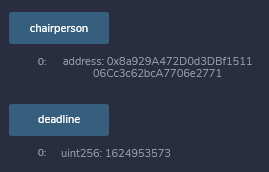 chairperson
0: address: 0x8a929A472D0d3DBf1511
06Cc3c62bcA7706e2771
deadline
0: uint256: 1624953573